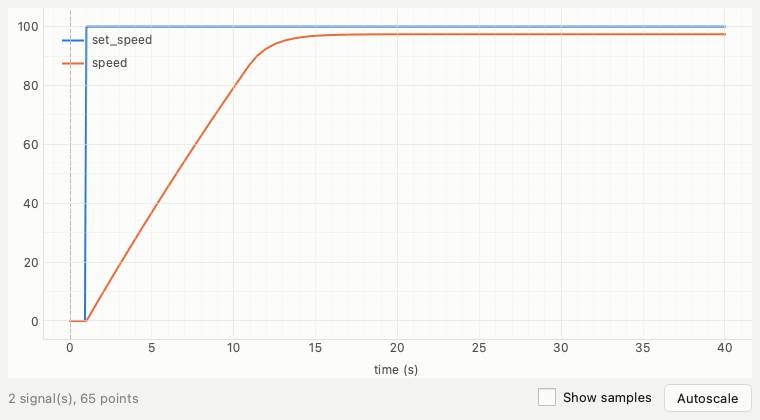 100
set_speed
speed
80
60
40
20
0
0 5 10 15 20 25 30 35 40
time (s)
2 signal(s), 65 points
Show samples
Autoscale